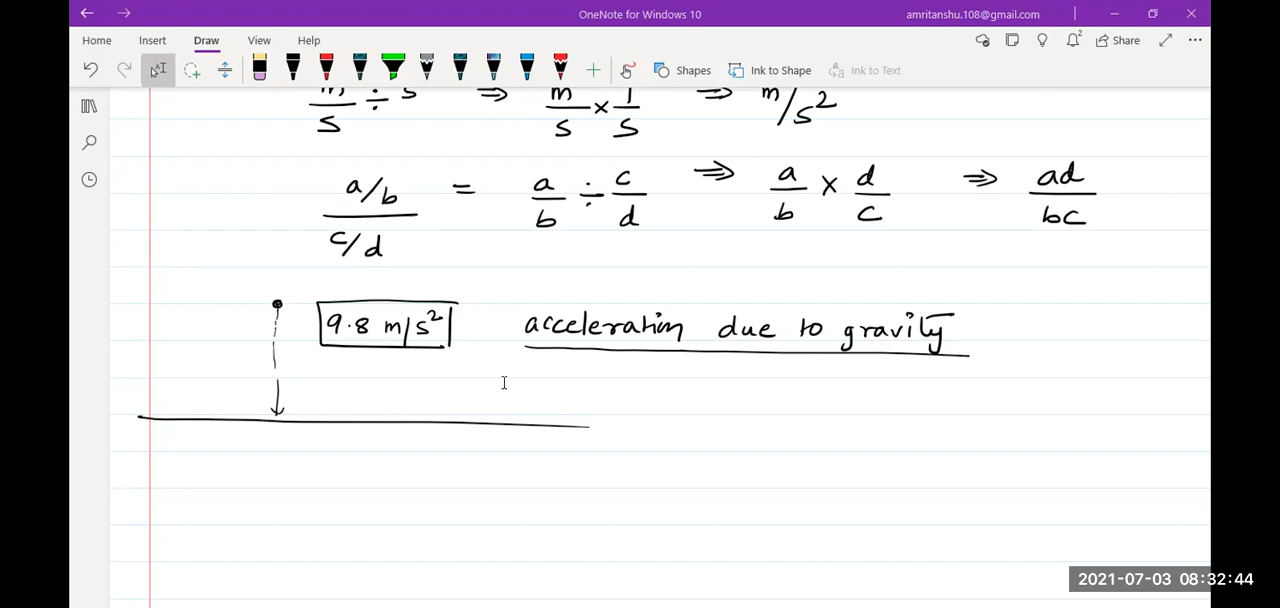 OneNote for Windows 10
amritanshu.108@gmail.com
Home Insert Draw View Help
Share
Shapes Ink to Shape Ink to Text
m/s ÷ s ⇒ m/s × 1/s ⇒ m/s²
(a/b)/(c/d) = a/b ÷ c/d ⇒ a/b × d/c ⇒ ad/bc
9.8 m/s² acceleration due to gravity
2021-07-03 08:32:44